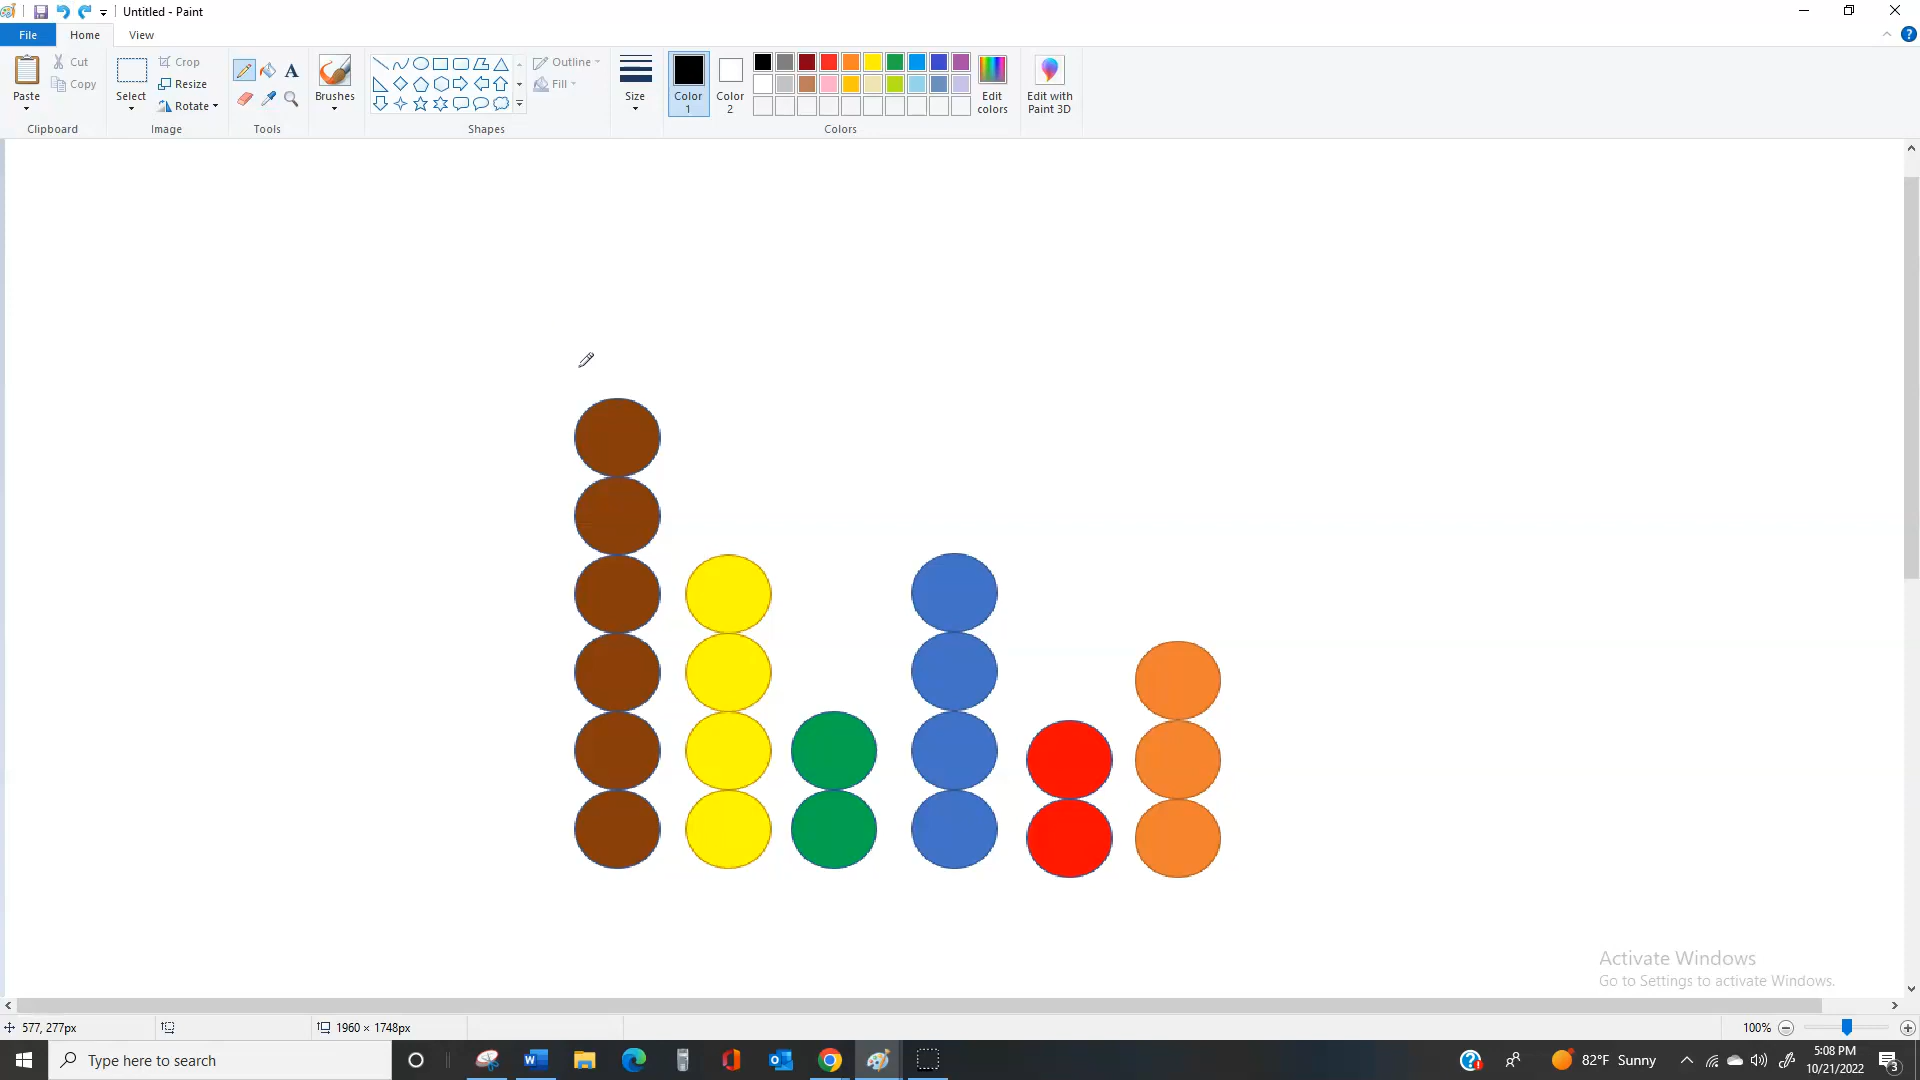 Untitled - Paint
File Home View
Paste
Cut
Copy
Clipboard
Select
Crop
Resize
Rotate
Image
A
Tools
Brushes
Shapes
Outline
Fill
Size
Color 1
Color 2
Edit colors
Colors
Edit with Paint 3D
Activate Windows
Go to Settings to activate Windows.
577, 277px
1960 × 1748px
100%
Type here to search
82°F Sunny
5:08 PM
10/21/2022
3